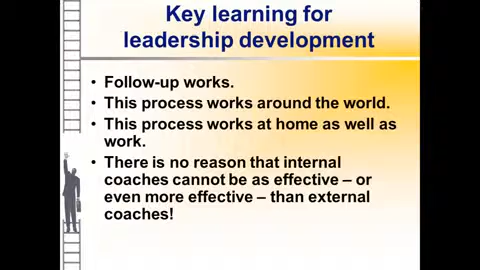 Key learning for
leadership development
• Follow-up works.
• This process works around the world.
• This process works at home as well as
work.
• There is no reason that internal
coaches cannot be as effective – or
even more effective – than external
coaches!